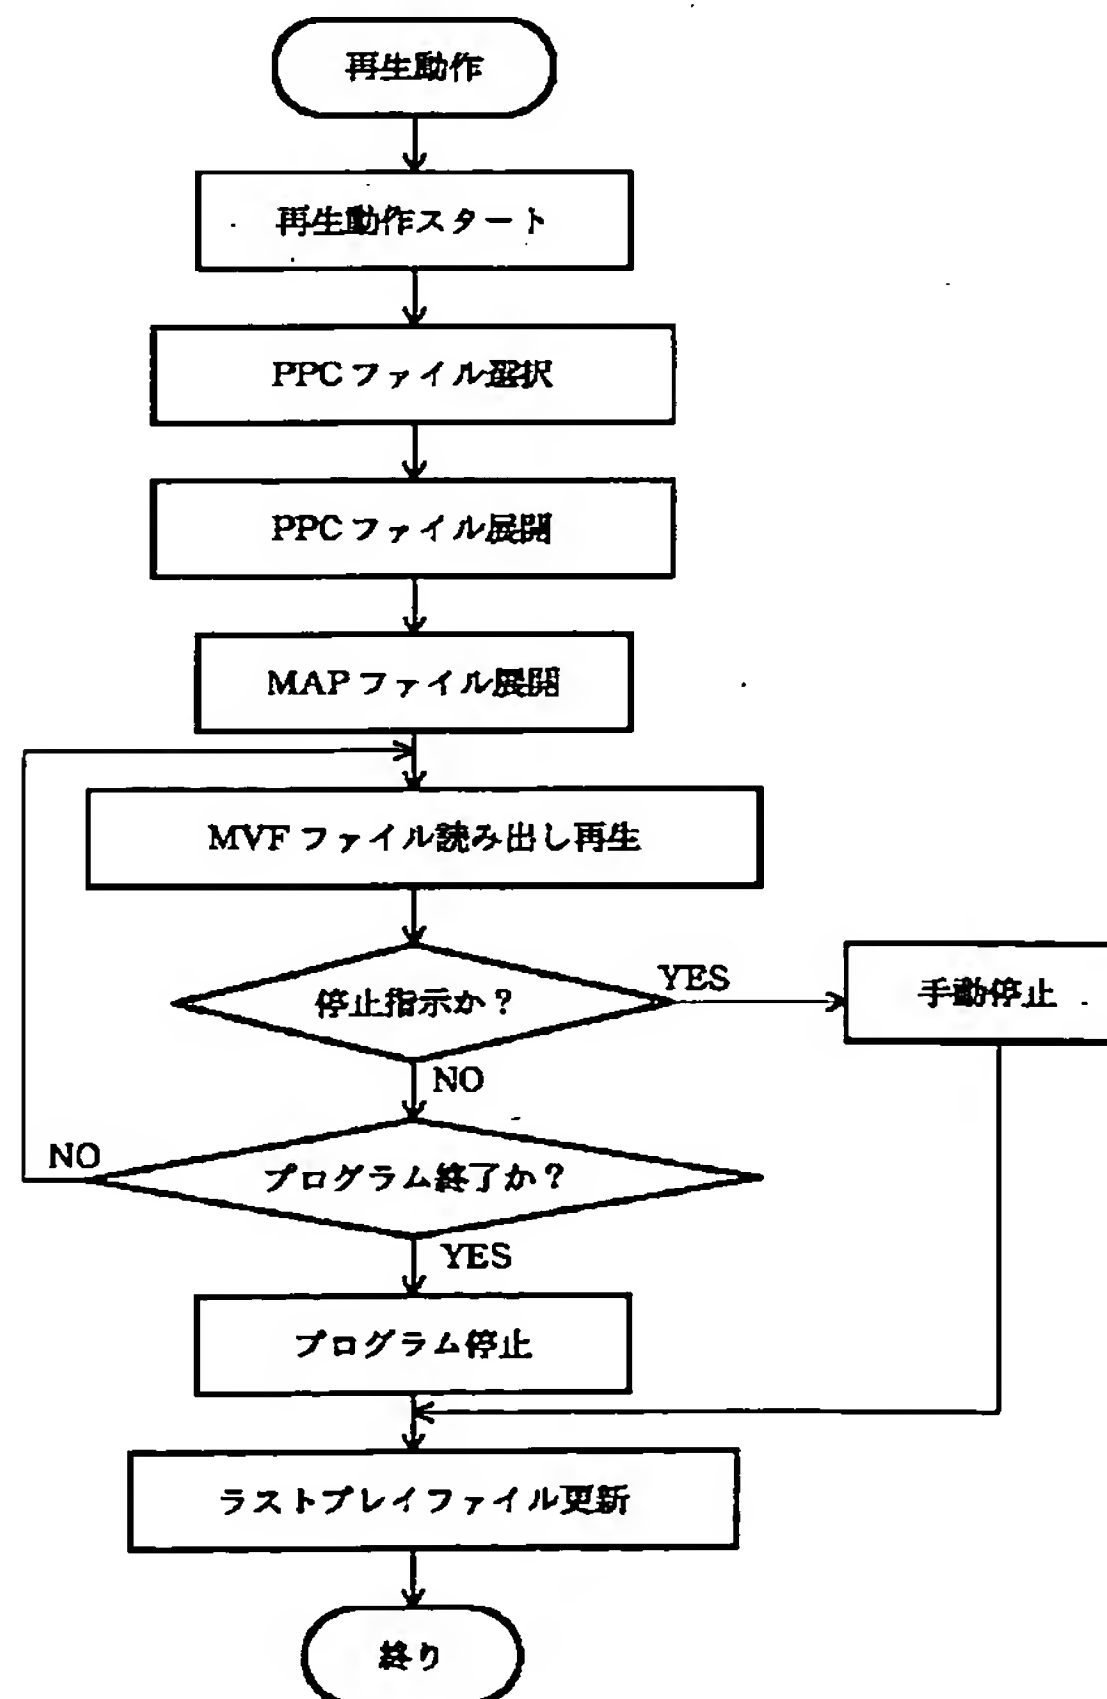 再生動作
再生動作スタート
PPCファイル選択
PPCファイル展開
MAPファイル展開
MVFファイル読み出し再生
停止指示か？
YES
手動停止
NO
NO
プログラム終了か？
YES
プログラム停止
ラストプレイファイル更新
終り